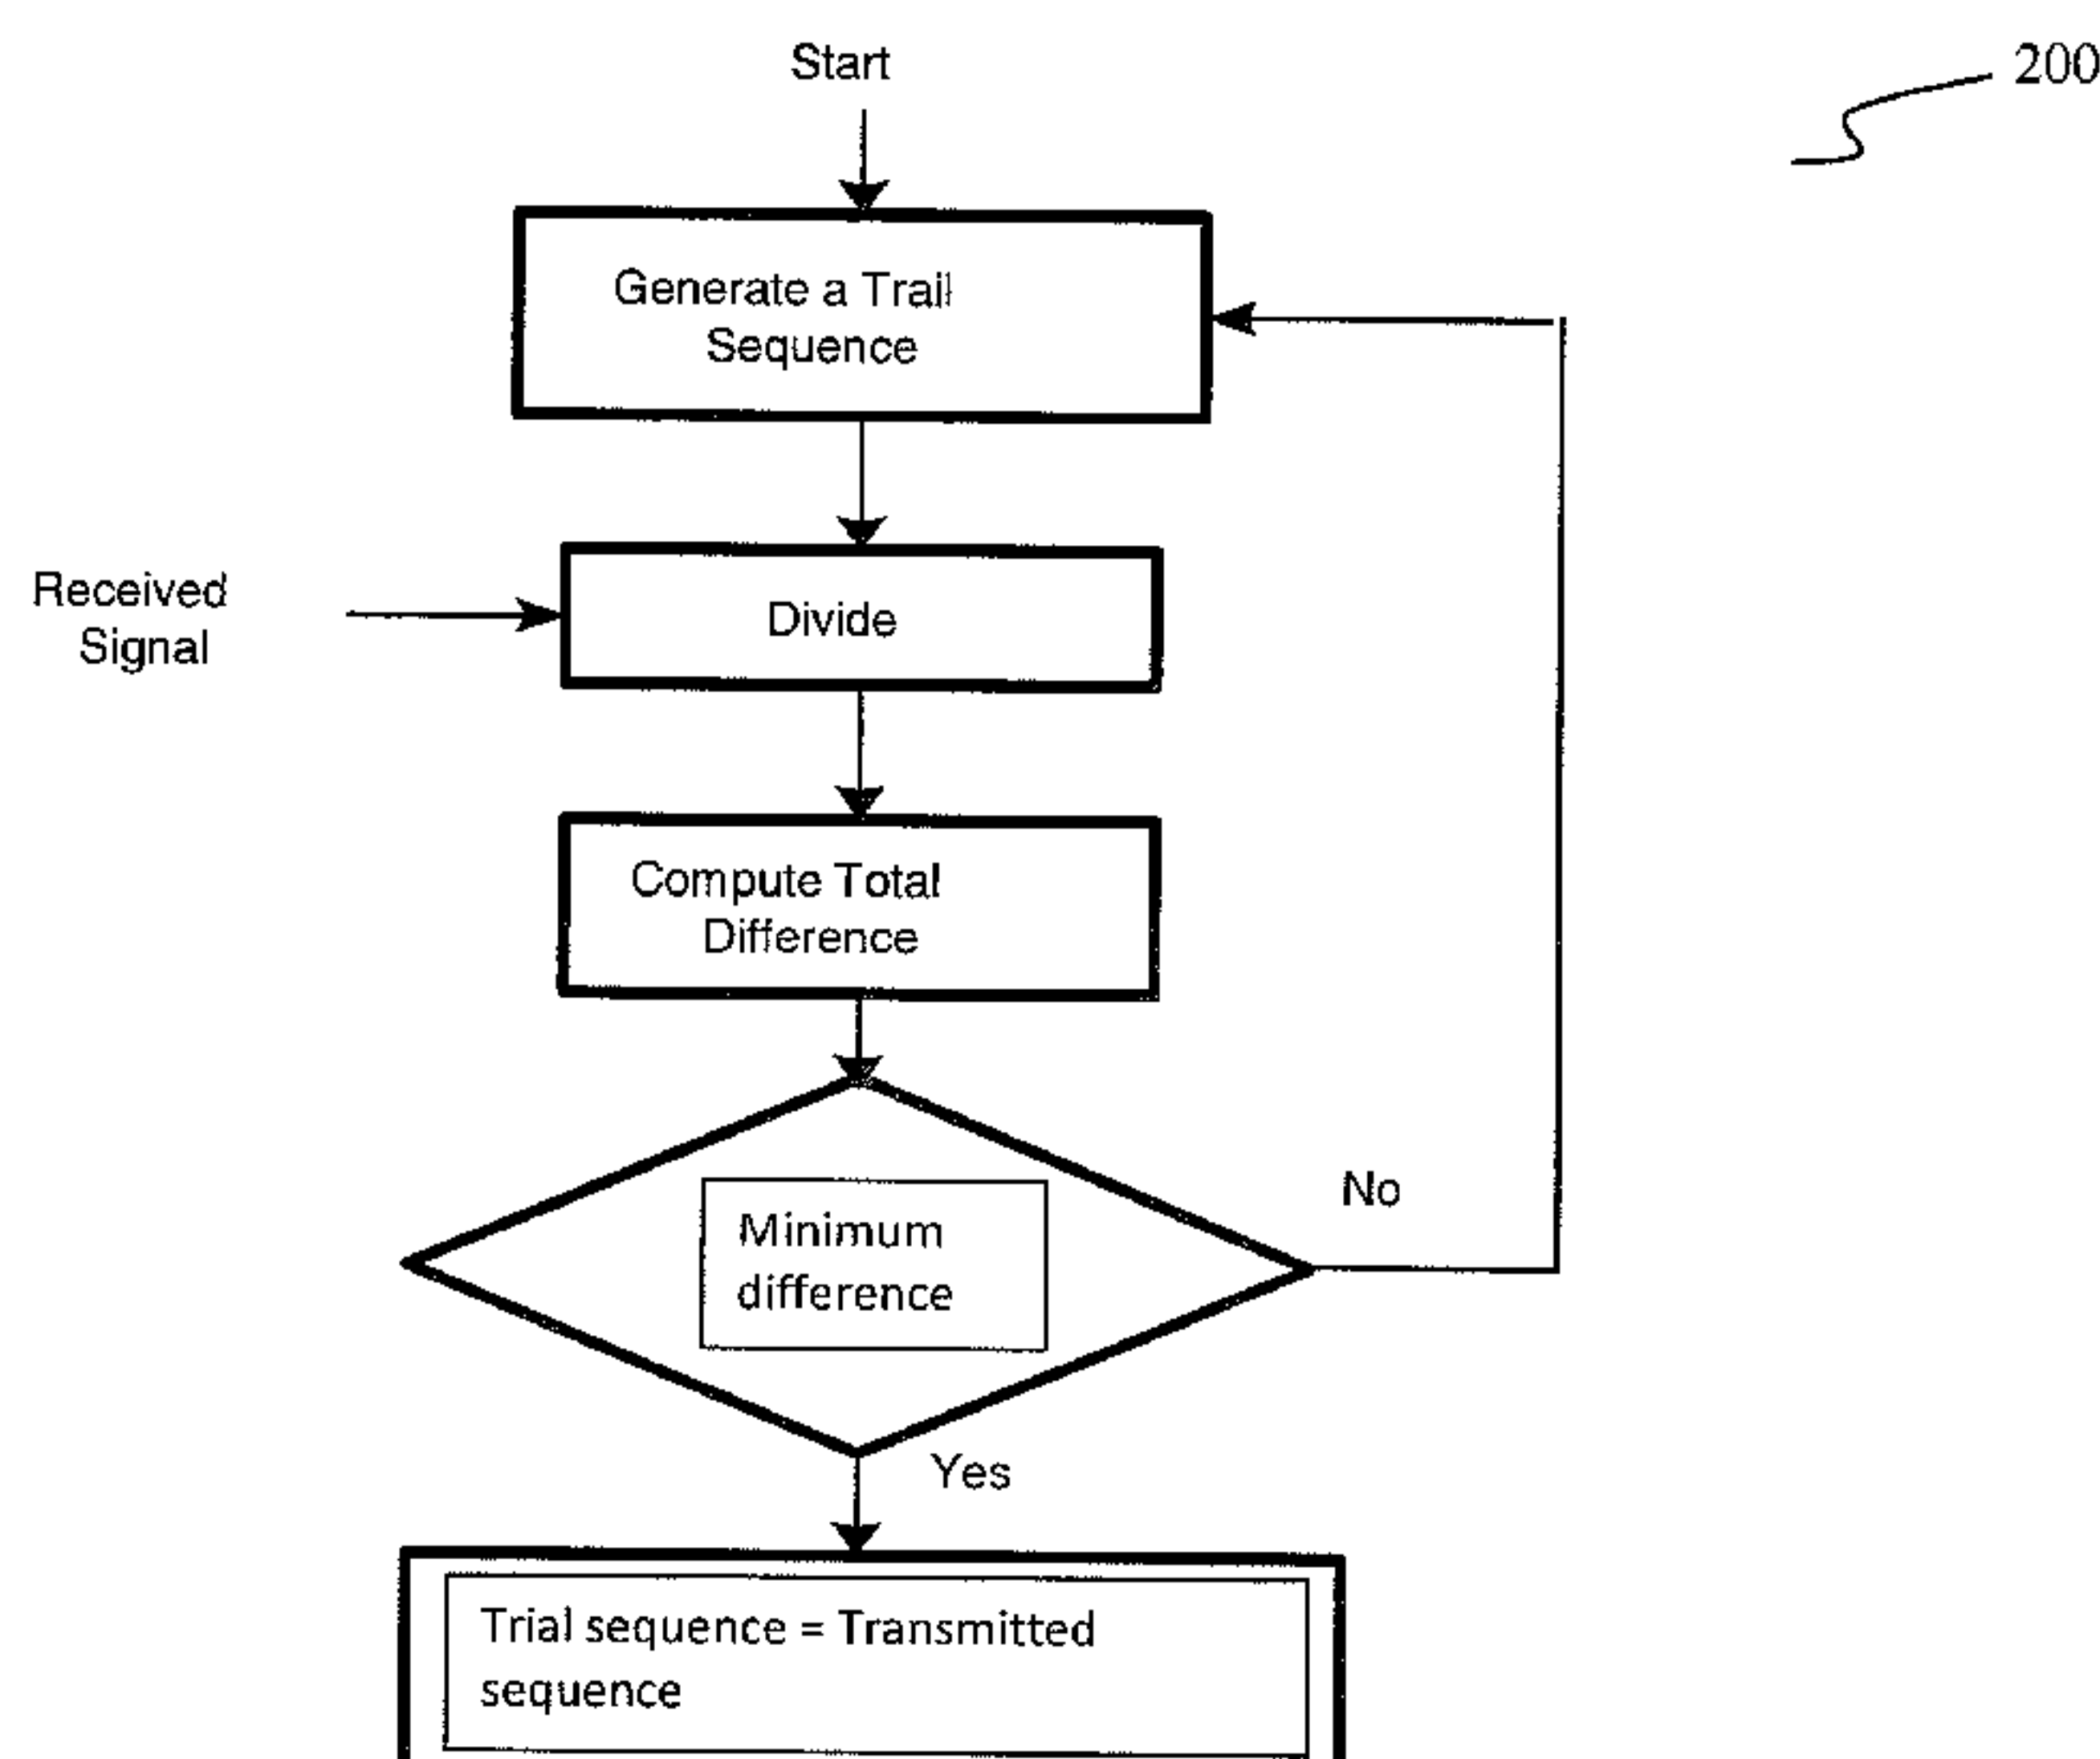 Start
200
Generate a Trail
Sequence
Received
Signal
Divide
Compute Total
Difference
Minimum
difference
No
Yes
Trial sequence = Transmitted
sequence